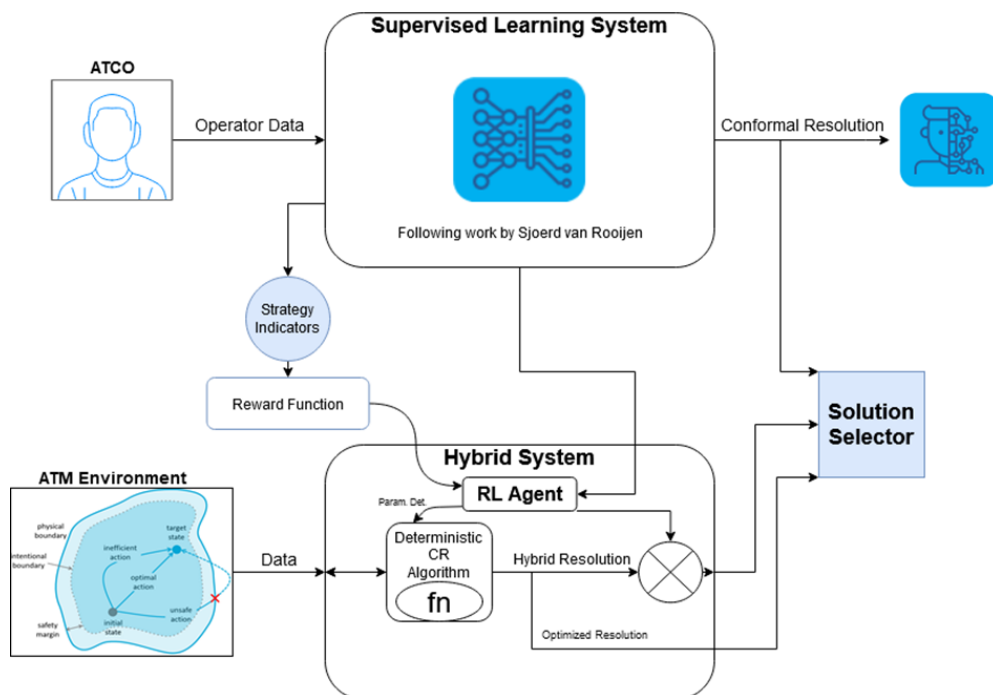 Supervised Learning System
ATCO
Operator Data
Conformal Resolution
Following work by Sjoerd van Rooijen
Strategy
Indicators
Reward Function
Solution
Selector
Hybrid System
ATM Environment
RL Agent
Param. Det.
physical
boundary
target
state
inefficient
action
intentional
boundary
optimal
action
unsafe
action
safety
margin
initial
state
Data
Deterministic
CR
Algorithm
fn
Hybrid Resolution
Optimized Resolution